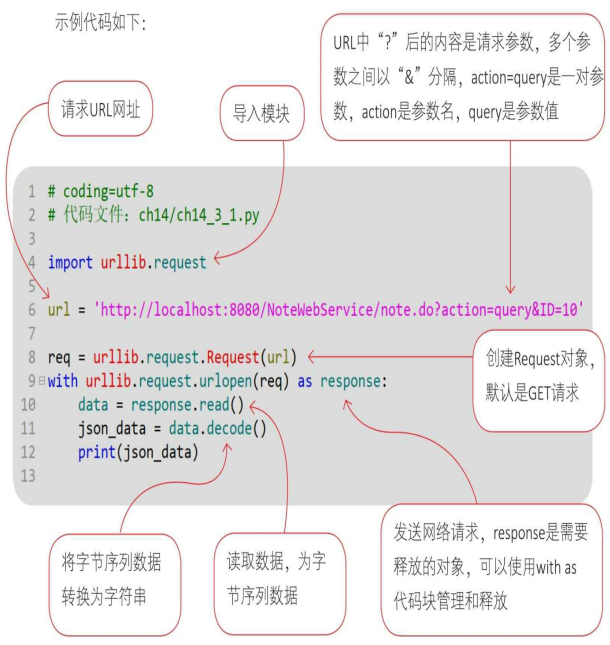 示例代码如下：
URL中“?”后的内容是请求参数，多个参
数之间以“&”分隔，action=query是一对参
数，action是参数名，query是参数值
请求URL网址
导入模块
1 # coding=utf-8
2 # 代码文件：ch14/ch14_3_1.py
3
4 import urllib.request
5
6 url = 'http://localhost:8080/NoteWebService/note.do?action=query&ID=10'
7
8 req = urllib.request.Request(url)
9 with urllib.request.urlopen(req) as response:
10     data = response.read()
11     json_data = data.decode()
12     print(json_data)
13
创建Request对象，
默认是GET请求
将字节序列数据
转换为字符串
读取数据，为字
节序列数据
发送网络请求，response是需要
释放的对象，可以使用with as
代码块管理和释放